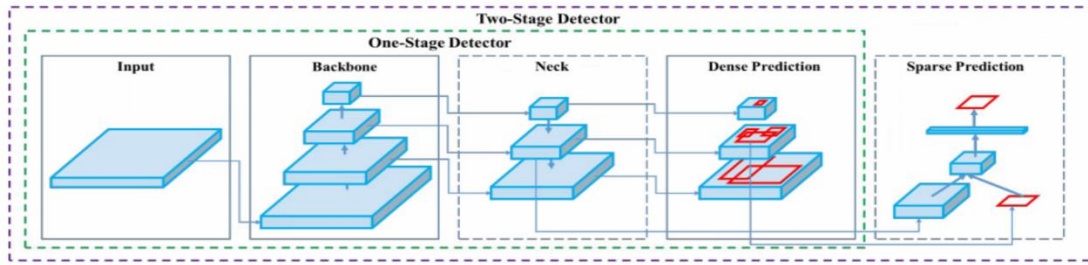 Two-Stage Detector
One-Stage Detector
Input
Backbone
Neck
Dense Prediction
Sparse Prediction